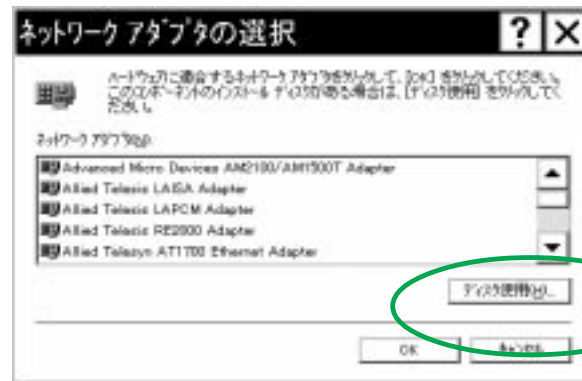 ネットワーク アダプタの選択
ハードウェアに適合するネットワーク アダプタをクリックして、[OK] をクリックしてください。
このコンポーネントのインストール ディスクがある場合は、[ディスク使用] をクリックして
ください。
ネットワーク アダプタ(N):
Advanced Micro Devices AM2100/AM1500T Adapter
Allied Telesis LAISA Adapter
Allied Telesis LAPCM Adapter
Allied Telesis RE2000 Adapter
Allied Telesyn AT1700 Ethernet Adapter
ディスク使用(H)...
OK
キャンセル